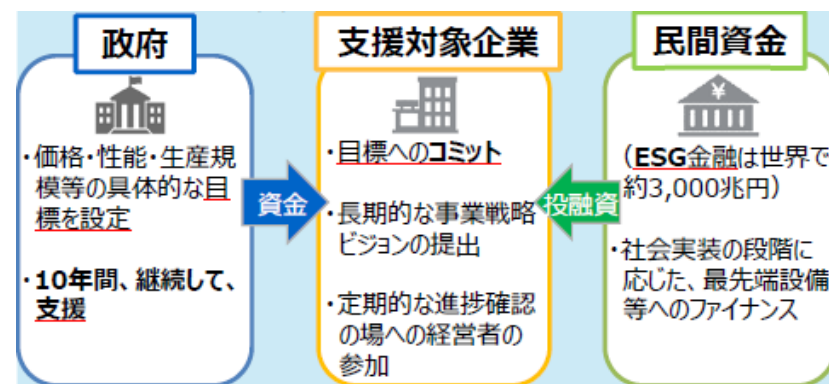 政府
・価格・性能・生産規
模等の具体的な目
標を設定
・10年間、継続して、
支援
資金
支援対象企業
・目標へのコミット
・長期的な事業戦略
ビジョンの提出
・定期的な進捗確認
の場への経営者の
参加
投融資
民間資金
¥
(ESG金融は世界で
約3,000兆円)
・社会実装の段階に
応じた、最先端設備
等へのファイナンス